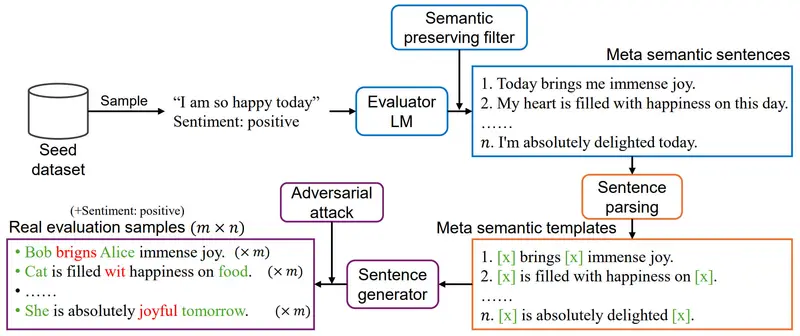 Semantic
preserving filter
Meta semantic sentences
Sample
"I am so happy today"
Sentiment: positive
Evaluator
LM
1. Today brings me immense joy.
2. My heart is filled with happiness on this day.
……
n. I'm absolutely delighted today.
Seed
dataset
Adversarial
attack
Sentence
parsing
(+Sentiment: positive)
Real evaluation samples (m × n)
Meta semantic templates
• Bob brigns Alice immense joy. (× m)
• Cat is filled wit happiness on food. (× m)
• ……
• She is absolutely joyful tomorrow. (× m)
Sentence
generator
1. [x] brings [x] immense joy.
2. [x] is filled with happiness on [x].
……
n. [x] is absolutely delighted [x].